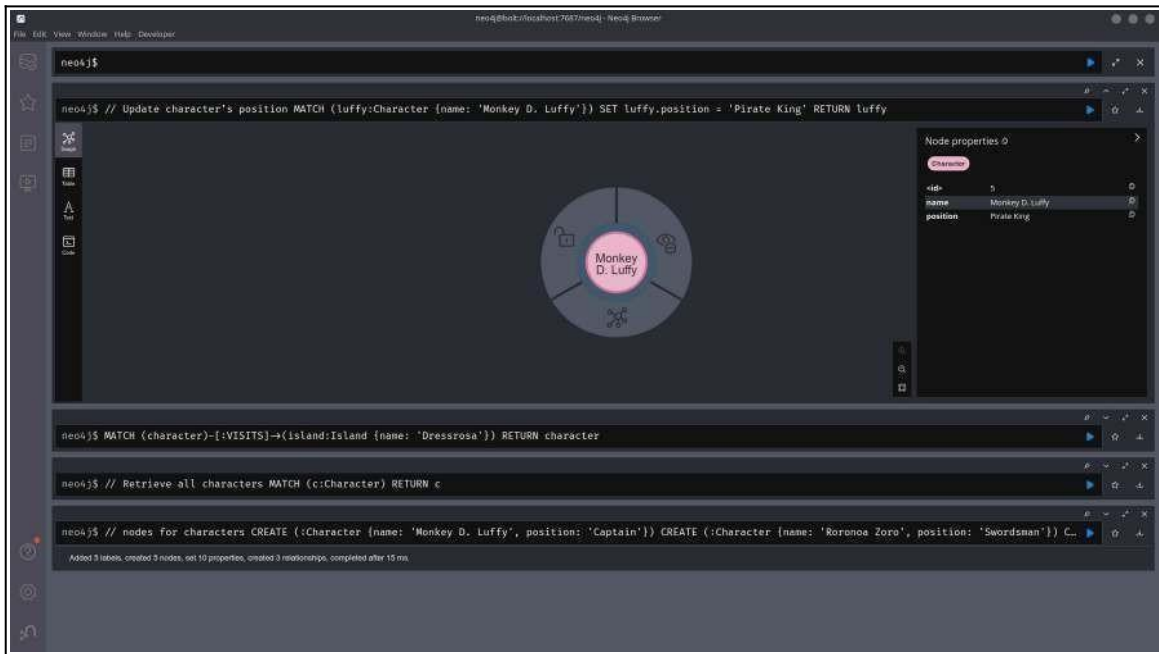 neo4j@bolt://localhost:7687/neo4j - Neo4j Browser
File Edit View Window Help Developer
neo4j$
neo4j$ // Update character's position MATCH (luffy:Character {name: 'Monkey D. Luffy'}) SET luffy.position = 'Pirate King' RETURN luffy
Graph
Table
Text
Code
Monkey
D. Luffy
Node properties
Character
<id> 5
name Monkey D. Luffy
position Pirate King
neo4j$ MATCH (character)-[:VISITS]→(island:Island {name: 'Dressrosa'}) RETURN character
neo4j$ // Retrieve all characters MATCH (c:Character) RETURN c
neo4j$ // nodes for characters CREATE (:Character {name: 'Monkey D. Luffy', position: 'Captain'}) CREATE (:Character {name: 'Roronoa Zoro', position: 'Swordsman'}) C…
labels, created nodes, set 10 properties, created 3 relationships, completed after 15 ms.